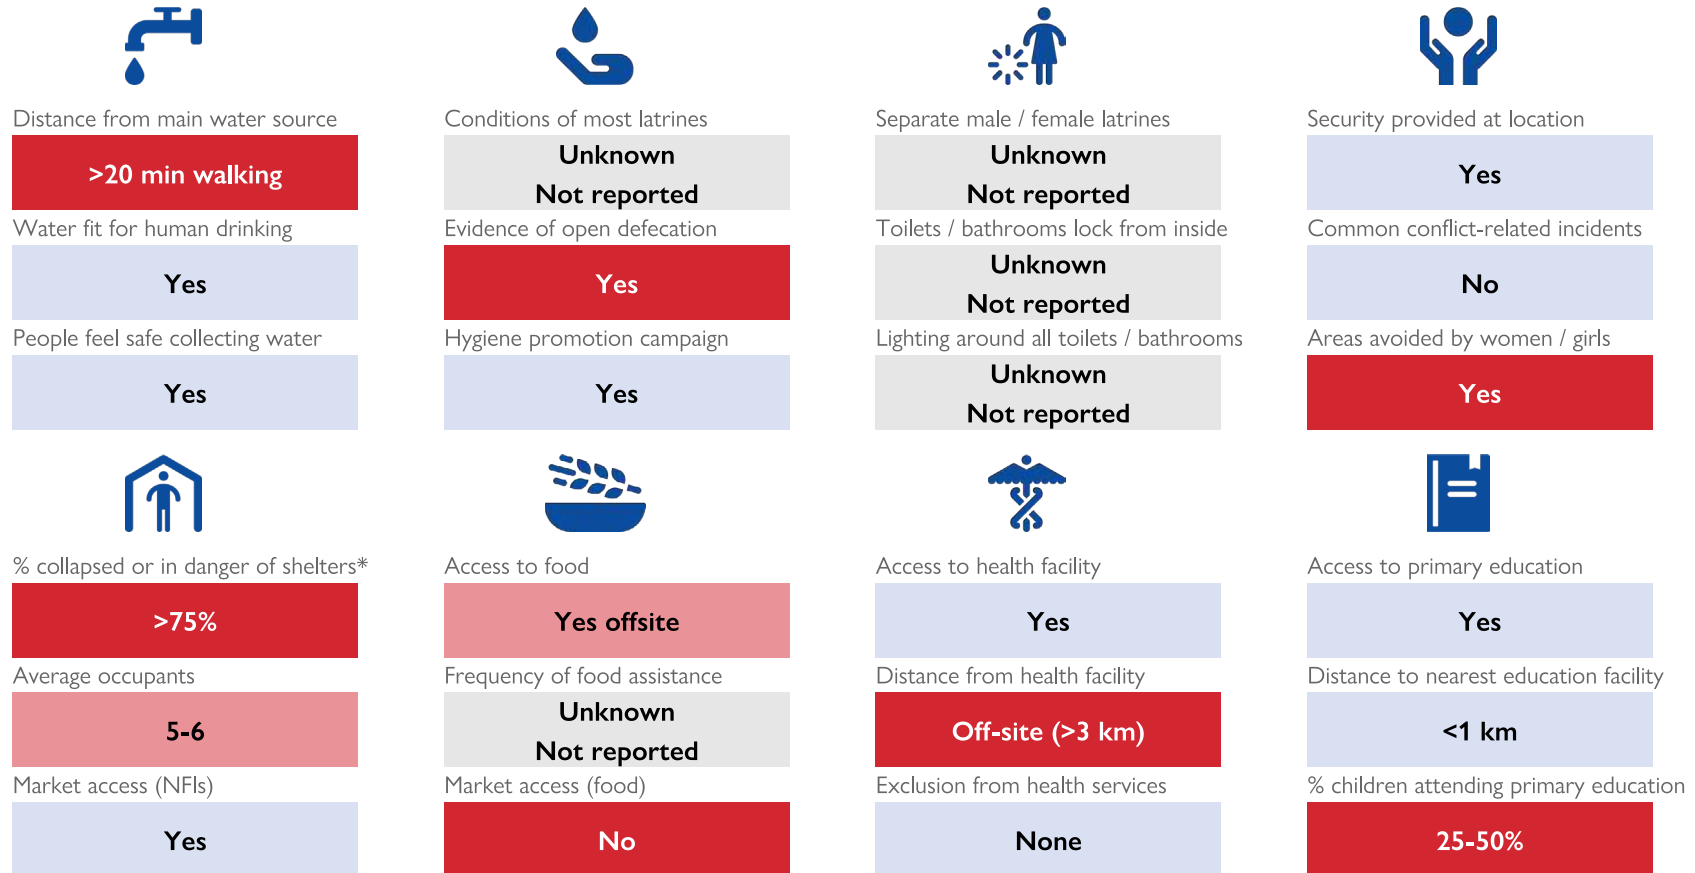 Distance from main water source
>20 min walking
Water fit for human drinking
Yes
People feel safe collecting water
Yes
Conditions of most latrines
Unknown
Not reported
Evidence of open defecation
Yes
Hygiene promotion campaign
Yes
Separate male / female latrines
Unknown
Not reported
Toilets / bathrooms lock from inside
Unknown
Not reported
Lighting around all toilets / bathrooms
Unknown
Not reported
Security provided at location
Yes
Common conflict-related incidents
No
Areas avoided by women / girls
Yes
% collapsed or in danger of shelters*
>75%
Average occupants
5-6
Market access (NFIs)
Yes
Access to food
Yes offsite
Frequency of food assistance
Unknown
Not reported
Market access (food)
No
Access to health facility
Yes
Distance from health facility
Off-site (>3 km)
Exclusion from health services
None
Access to primary education
Yes
Distance to nearest education facility
<1 km
% children attending primary education
25-50%